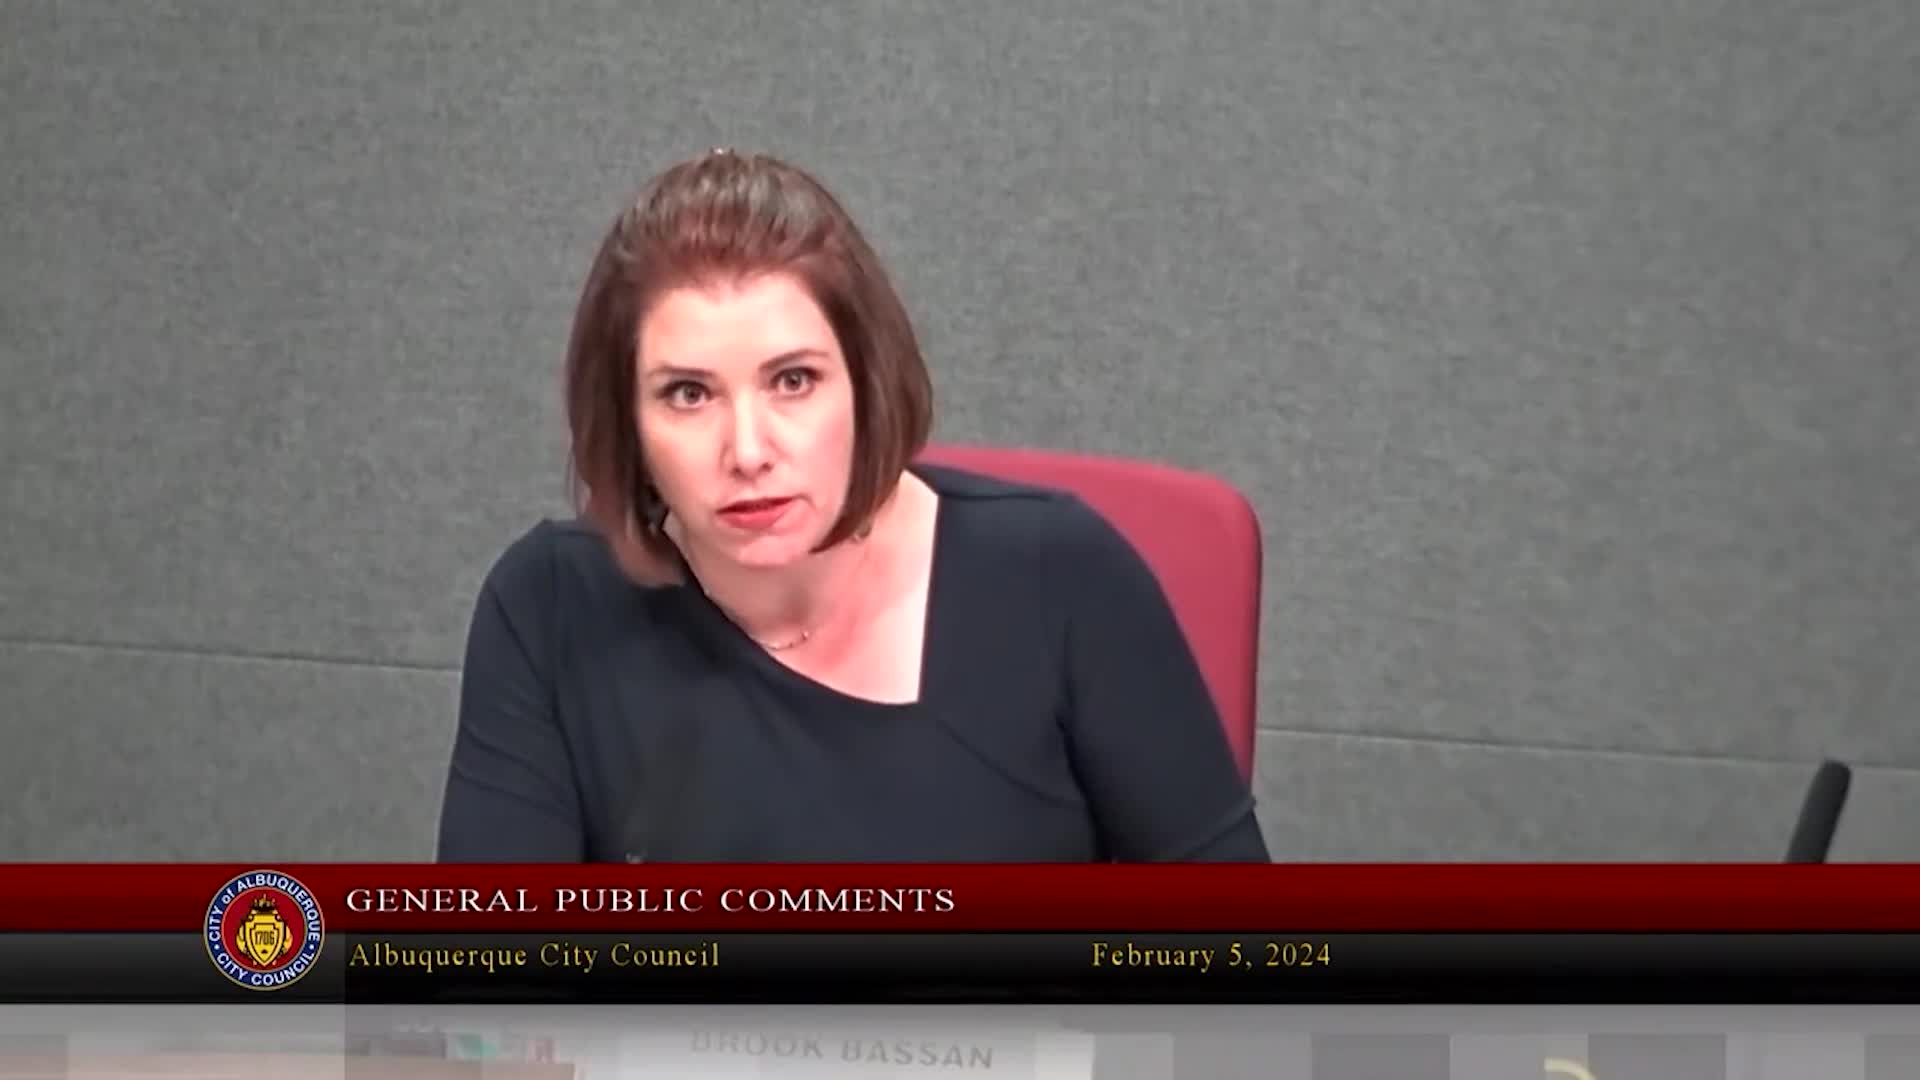 GENERAL PUBLIC COMMENTS
CITY of ALBUQUERQUE
1706
CITY COUNCIL
Albuquerque City Council
February 5, 2024
BROOK BASSAN